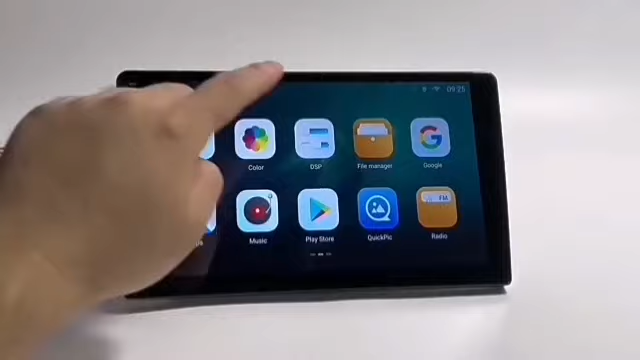 09:25
Color
DSP
File manager
Google
FM
Music
Play Store
QuickPic
Radio